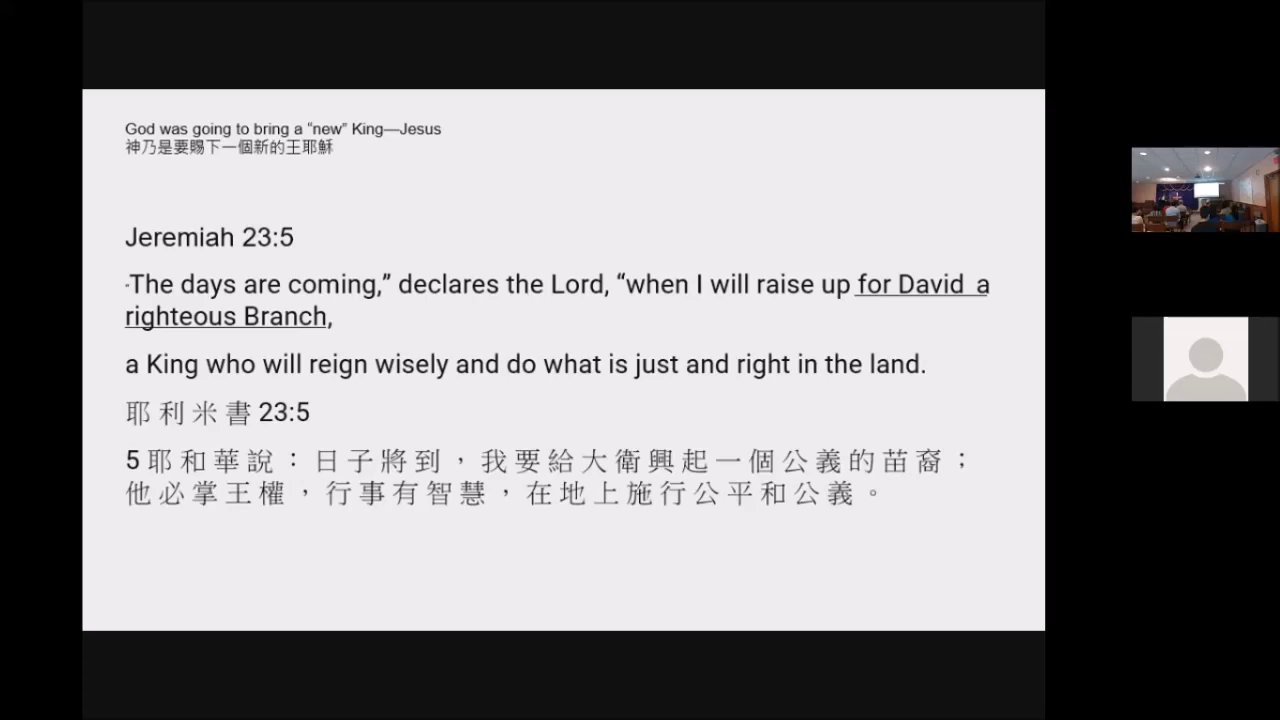 God was going to bring a “new” King—Jesus
神乃是要賜下一個新的王耶穌
Jeremiah 23:5
“The days are coming,” declares the Lord, “when I will raise up for David a
righteous Branch,
a King who will reign wisely and do what is just and right in the land.
耶利米書 23:5
5 耶和華說：日子將到，我要給大衛興起一個公義的苗裔；
他必掌王權，行事有智慧，在地上施行公平和公義。